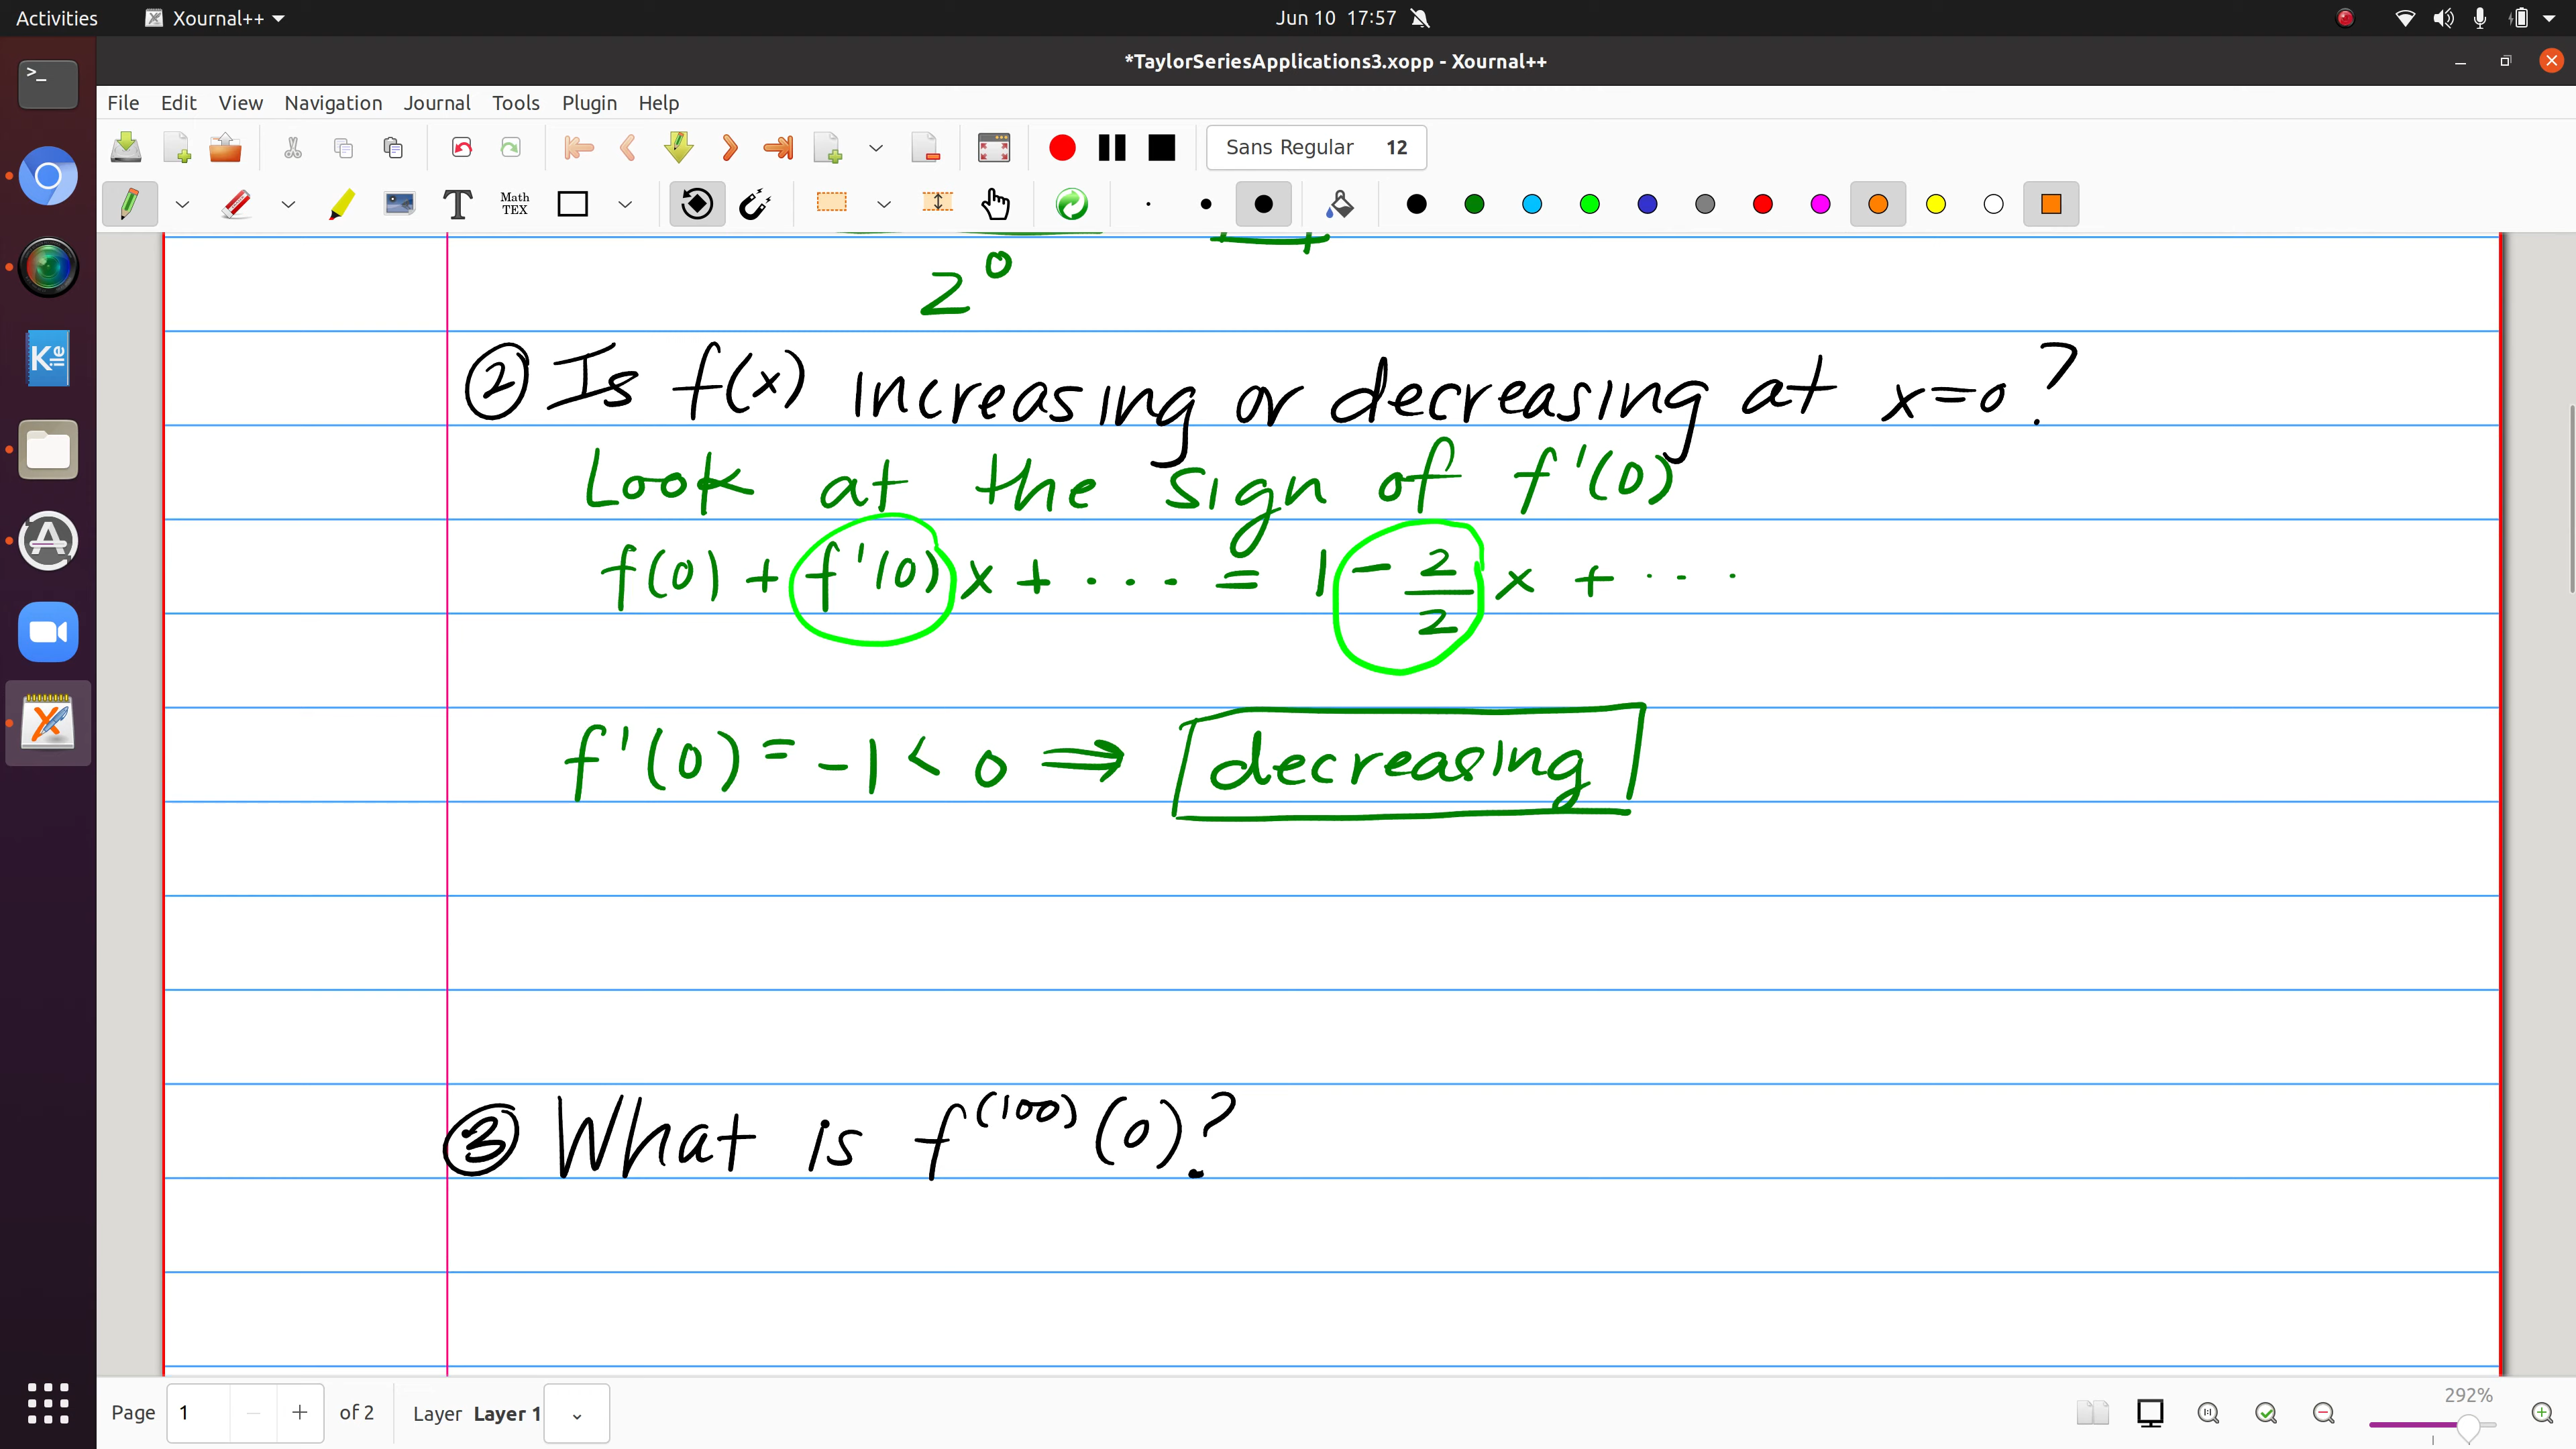 Activities Xournal++ Jun 10 17:57
*TaylorSeriesApplications3.xopp - Xournal++
File Edit View Navigation Journal Tools Plugin Help
Sans Regular 12
Math TEX
2^0
② Is f(x) increasing or decreasing at x=0?
Look at the sign of f'(0)
f(0) + f'(0)x + ... = 1 - 2/2 x + ...
f'(0) = -1 < 0 ⇒ decreasing
③ What is f^(100)(0)?
Page 1 of 2 Layer Layer 1 292%
>_
Kile